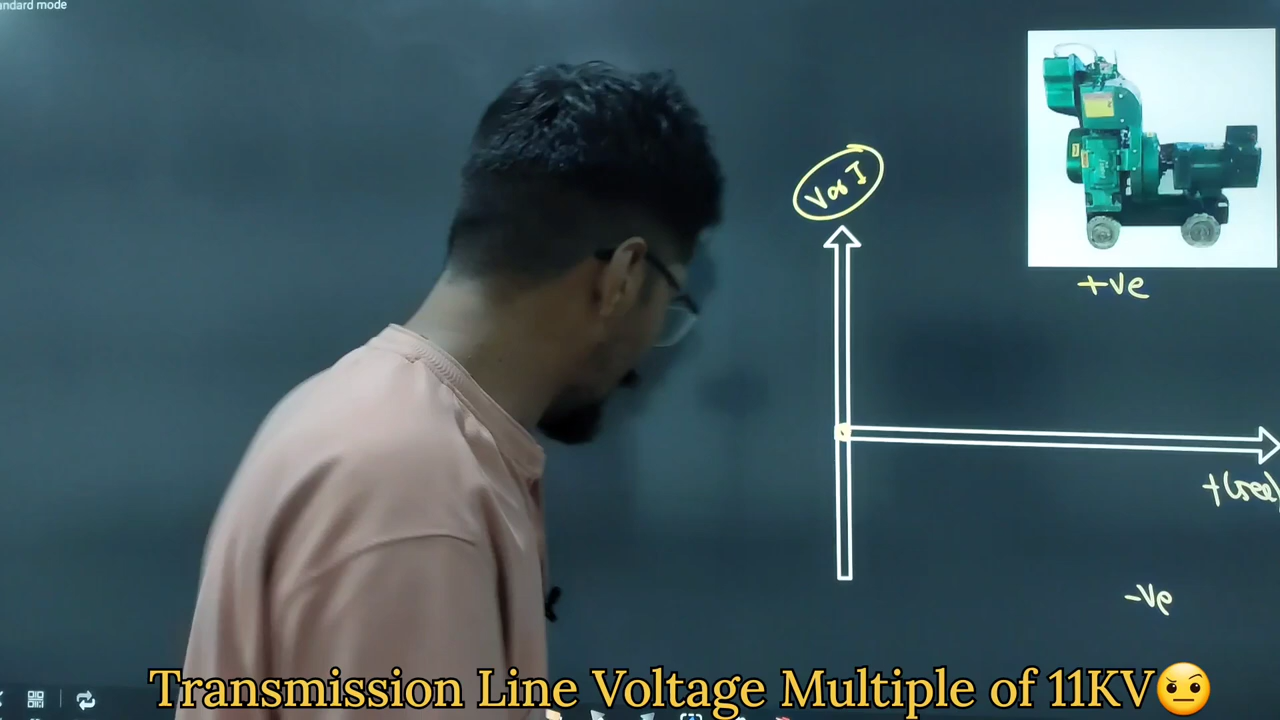 andard mode
V or I
+ve
t(sec)
-ve
Transmission Line Voltage Multiple of 11KV🤨